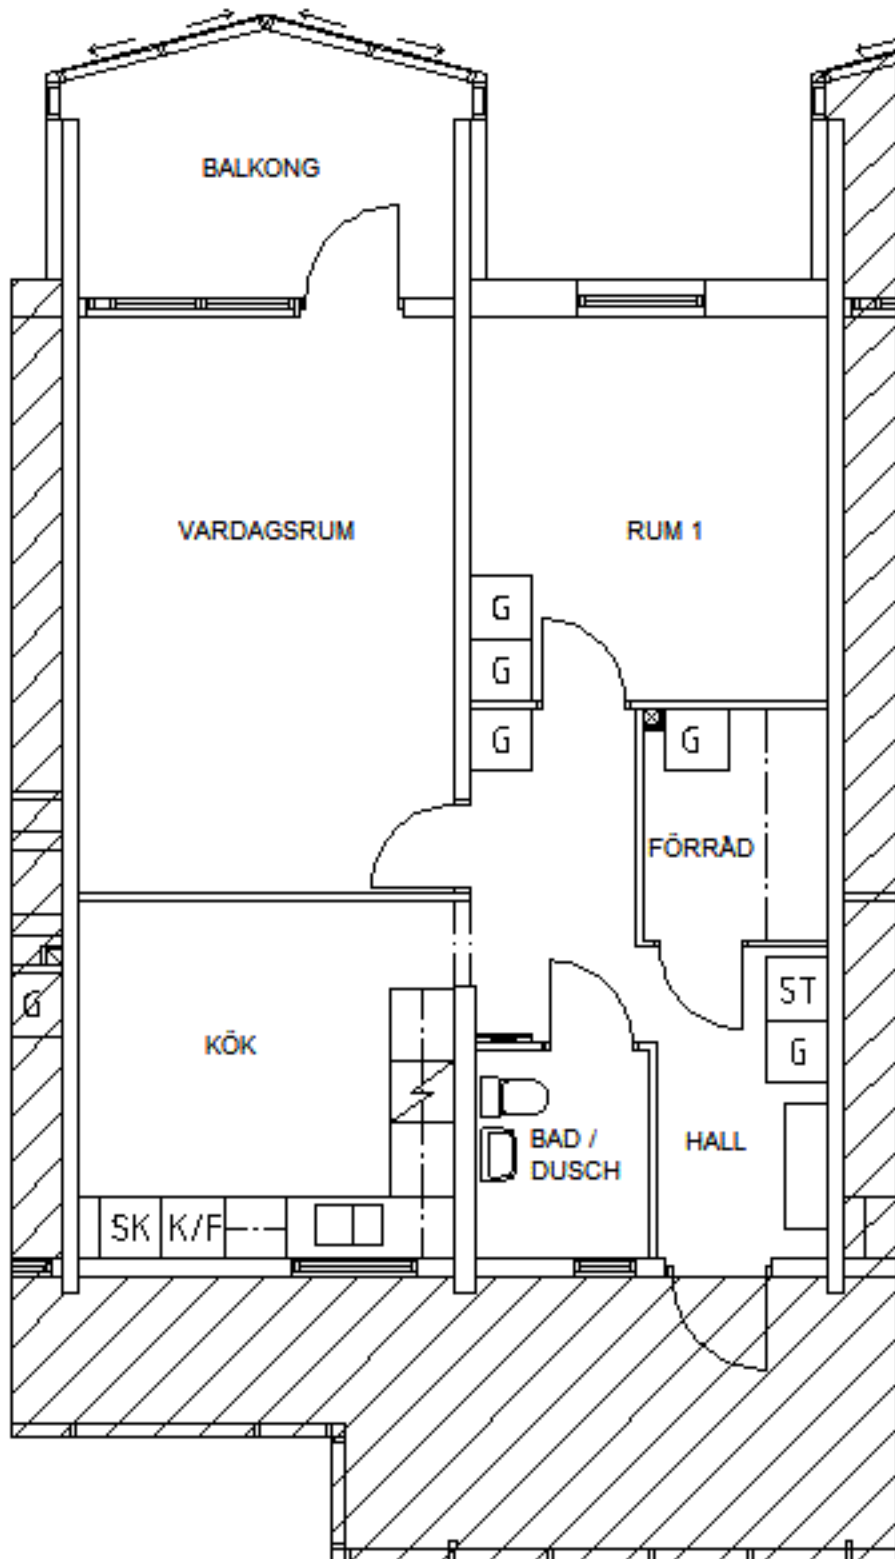 BALKONG
VARDAGSRUM
RUM 1
G
G
G
G
FÖRRÅD
G
ST
G
KÖK
HALL
BAD /
DUSCH
SK
K/F